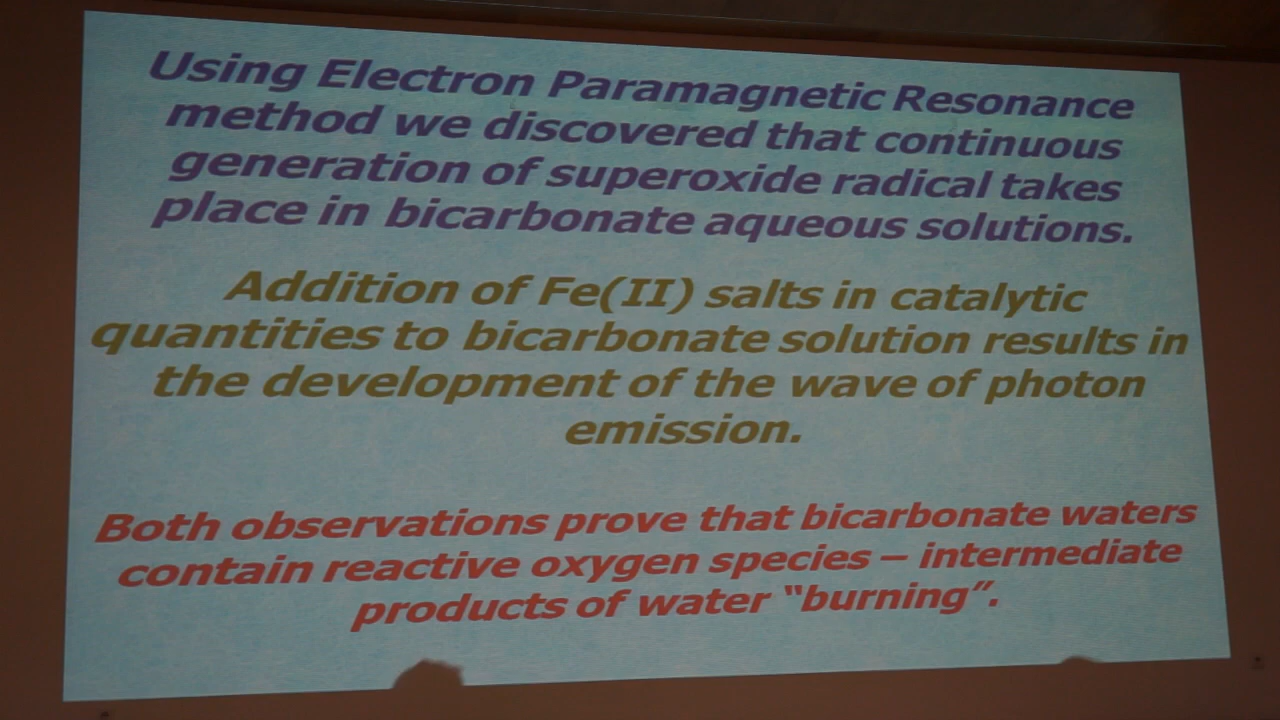 Using Electron Paramagnetic Resonance
method we discovered that continuous
generation of superoxide radical takes
place in bicarbonate aqueous solutions.
Addition of Fe(II) salts in catalytic
quantities to bicarbonate solution results in
the development of the wave of photon
emission.
Both observations prove that bicarbonate waters
contain reactive oxygen species – intermediate
products of water “burning”.